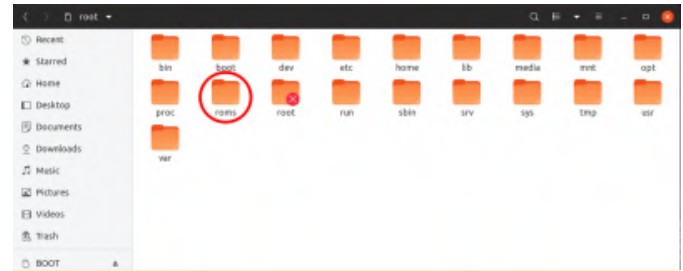 root
Recent
Starred
Home
Desktop
Documents
Downloads
Music
Pictures
Videos
Trash
BOOT
bin boot dev etc home lib media mnt opt
proc roms root run sbin srv sys tmp usr
var